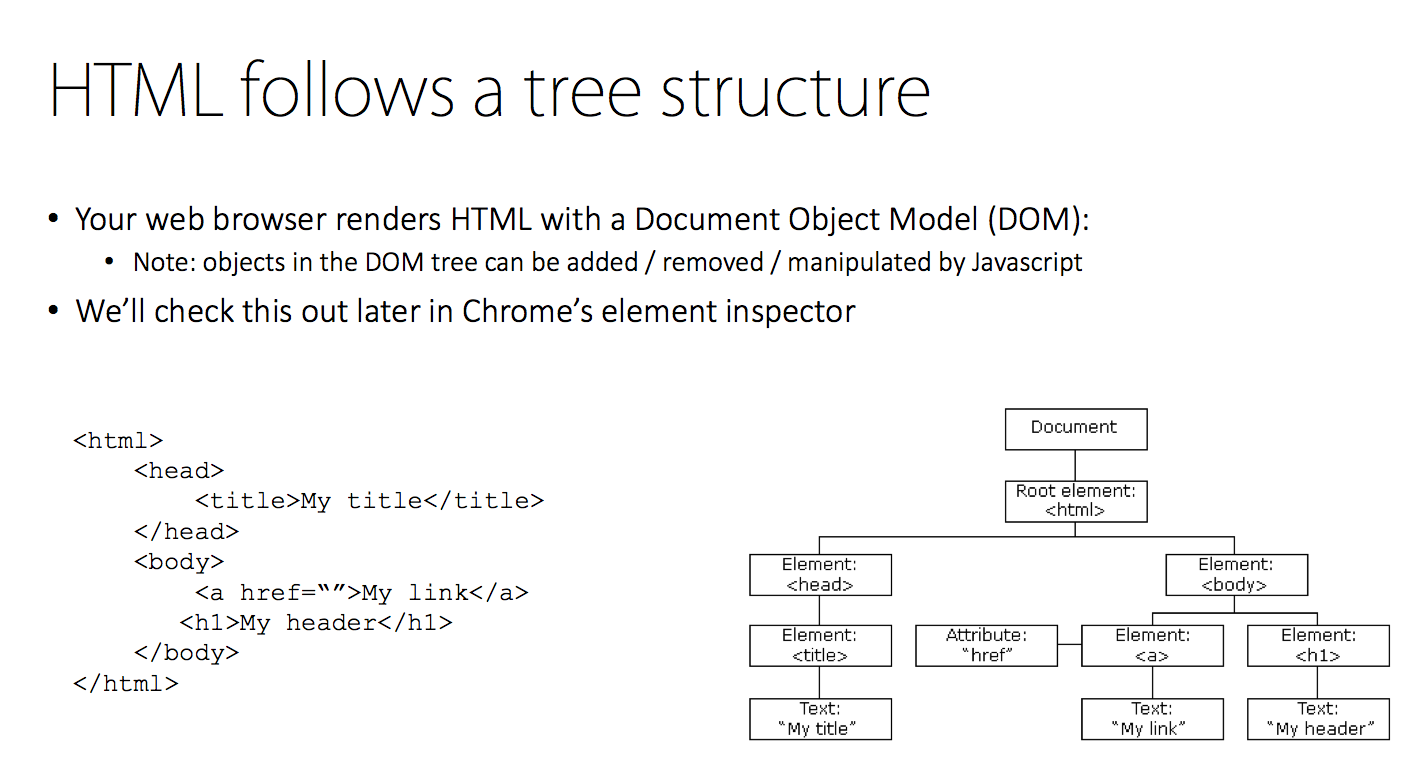 HTML follows a tree structure
• Your web browser renders HTML with a Document Object Model (DOM):
• Note: objects in the DOM tree can be added / removed / manipulated by Javascript
• We’ll check this out later in Chrome’s element inspector
<html>
    <head>
        <title>My title</title>
    </head>
    <body>
        <a href=“”>My link</a>
       <h1>My header</h1>
    </body>
</html>
Document
Root element:
<html>
Element:
<head>
Element:
<body>
Element:
<title>
Attribute:
“href”
Element:
<a>
Element:
<h1>
Text:
“My title”
Text:
“My link”
Text:
“My header”